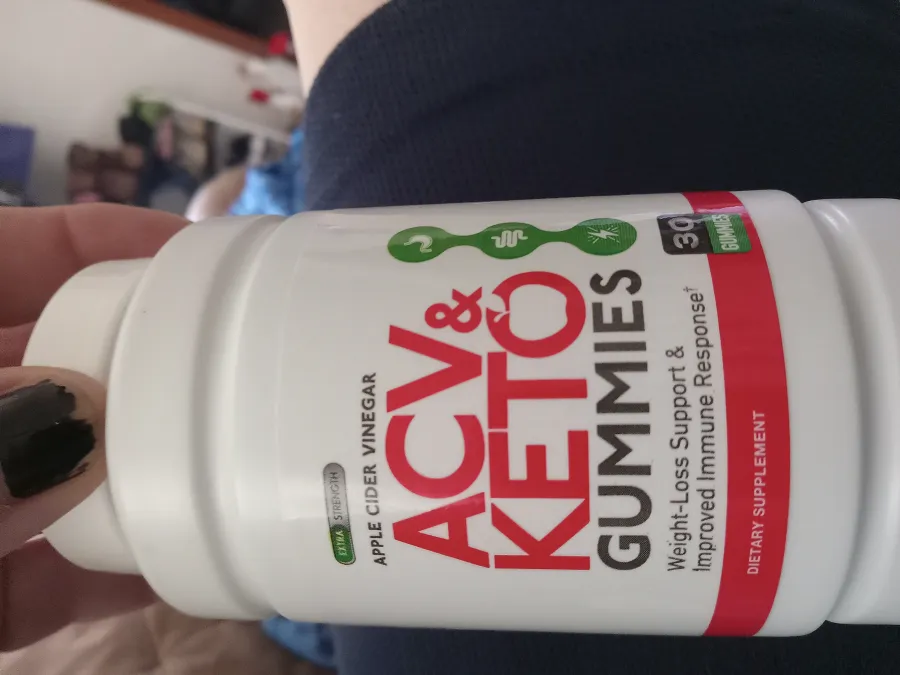 EXTRA STRENGTH
APPLE CIDER VINEGAR
ACV &
KETO
GUMMIES
Weight-Loss Support &
Improved Immune Response†
30
GUMMIES
DIETARY SUPPLEMENT